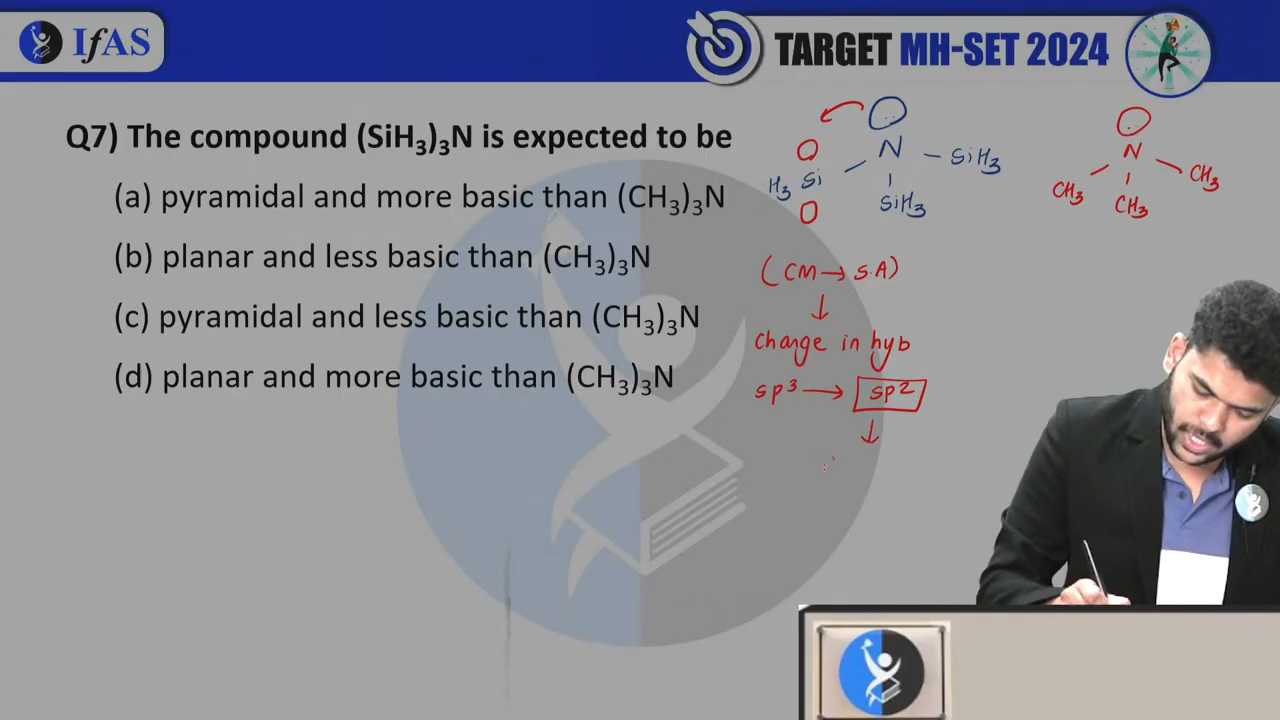 IfAS
TARGET MH-SET 2024
Q7) The compound (SiH₃)₃N is expected to be
(a) pyramidal and more basic than (CH₃)₃N
(b) planar and less basic than (CH₃)₃N
(c) pyramidal and less basic than (CH₃)₃N
(d) planar and more basic than (CH₃)₃N
N
H₃ Si
SiH₃
SiH₃
N
CH₃
CH₃
CH₃
(CM → S.A)
↓
change in hyb
sp³ → sp²
↓